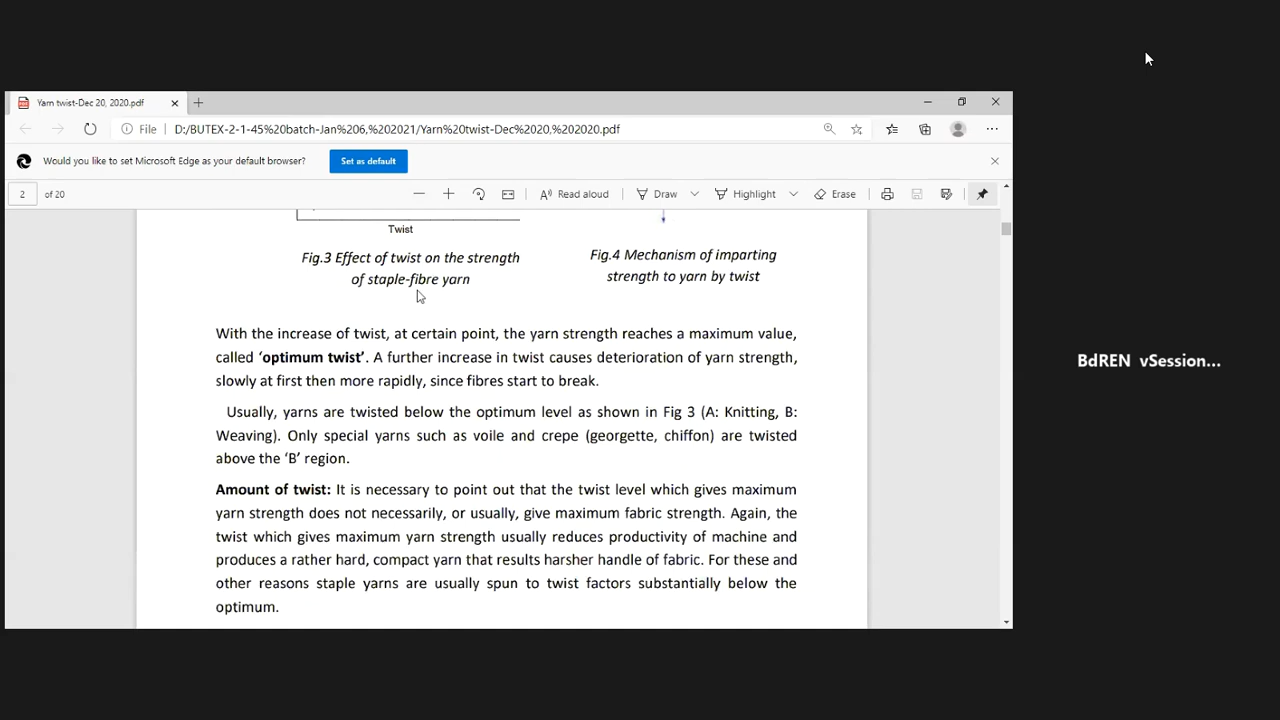 Yarn twist-Dec 20, 2020.pdf
File D:/BUTEX-2-1-45%20batch-Jan%206,%202021/Yarn%20twist-Dec%2020,%202020.pdf
Would you like to set Microsoft Edge as your default browser? Set as default
2 of 20 Read aloud Draw Highlight Erase
Twist
Fig.3 Effect of twist on the strength
of staple-fibre yarn
Fig.4 Mechanism of imparting
strength to yarn by twist
With the increase of twist, at certain point, the yarn strength reaches a maximum value,
called ‘optimum twist’. A further increase in twist causes deterioration of yarn strength,
slowly at first then more rapidly, since fibres start to break.
Usually, yarns are twisted below the optimum level as shown in Fig 3 (A: Knitting, B:
Weaving). Only special yarns such as voile and crepe (georgette, chiffon) are twisted
above the ‘B’ region.
Amount of twist: It is necessary to point out that the twist level which gives maximum
yarn strength does not necessarily, or usually, give maximum fabric strength. Again, the
twist which gives maximum yarn strength usually reduces productivity of machine and
produces a rather hard, compact yarn that results harsher handle of fabric. For these and
other reasons staple yarns are usually spun to twist factors substantially below the
optimum.
BdREN vSession...